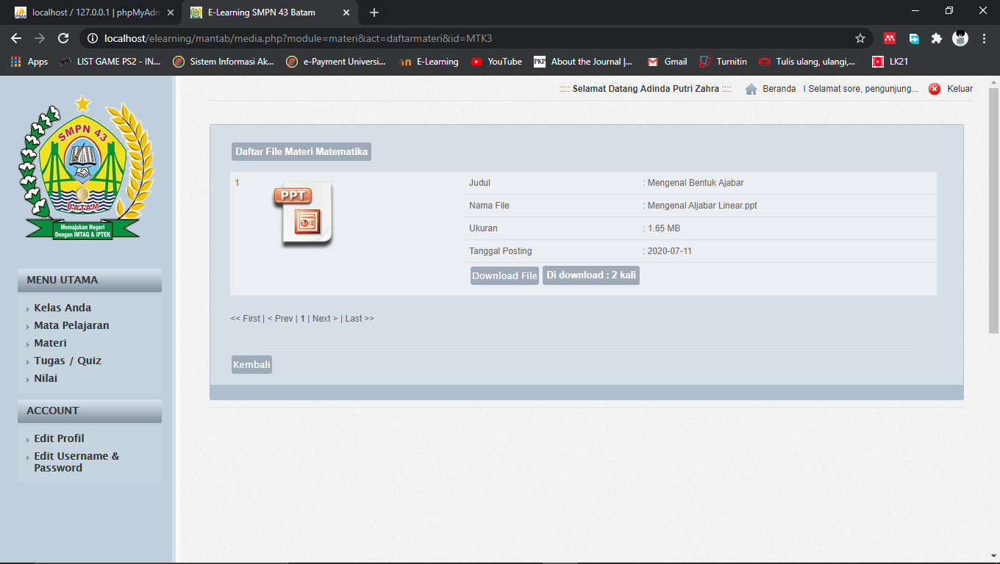 localhost / 127.0.0.1 | phpMyAdm
E-Learning SMPN 43 Batam
localhost/elearning/mantab/media.php?module=materi&act=daftarmateri&id=MTK3
Apps
LIST GAME PS2 - IN...
Sistem Informasi Ak...
e-Payment Universi...
E-Learning
YouTube
PKP
About the Journal |...
Gmail
Turnitin
Tulis ulang, ulangi,...
LK21
:::: Selamat Datang Adinda Putri Zahra ::::
Beranda
I Selamat sore, pengunjung...
Keluar
SMPN 43
BATAM
Memajukan Negeri
Dengan IMTAQ & IPTEK
MENU UTAMA
Kelas Anda
Mata Pelajaran
Materi
Tugas / Quiz
Nilai
ACCOUNT
Edit Profil
Edit Username &
Password
Daftar File Materi Matematika
1
PPT
Judul : Mengenal Bentuk Ajabar
Nama File : Mengenal Aljabar Linear.ppt
Ukuran : 1.65 MB
Tanggal Posting : 2020-07-11
Download File Di download : 2 kali
<< First | < Prev | 1 | Next > | Last >>
Kembali